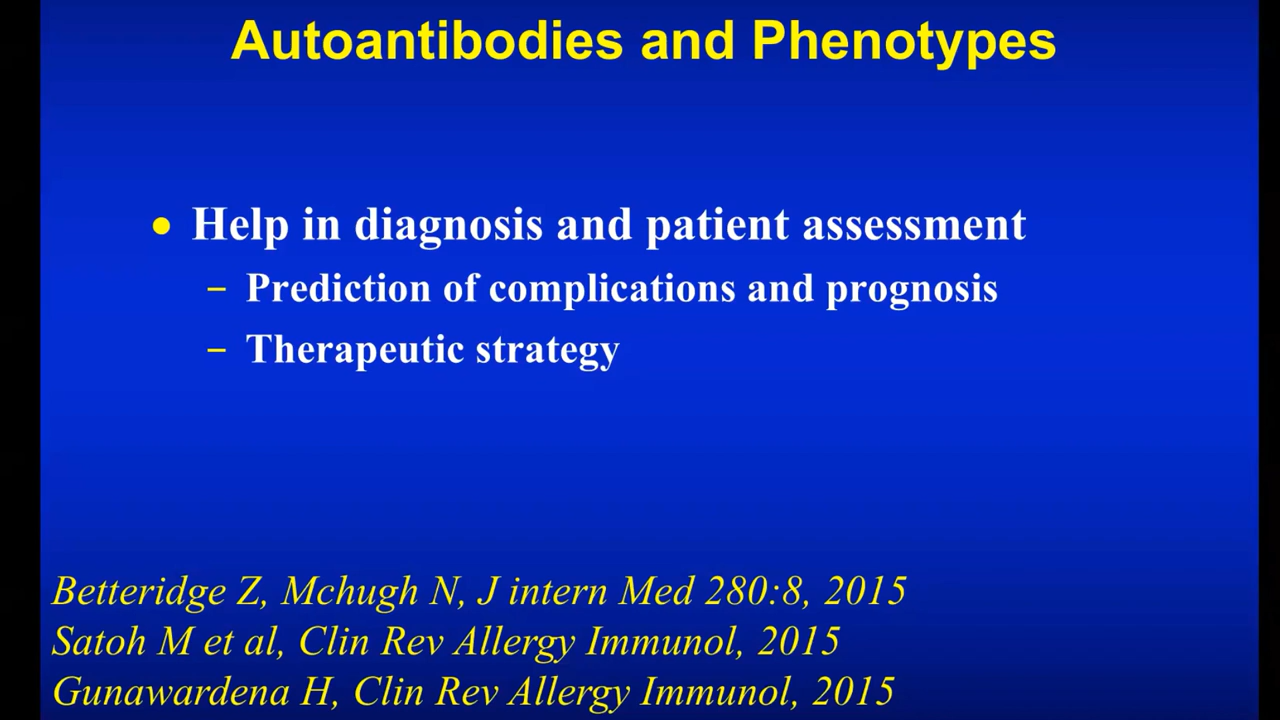 Autoantibodies and Phenotypes
• Help in diagnosis and patient assessment
– Prediction of complications and prognosis
– Therapeutic strategy
Betteridge Z, Mchugh N, J intern Med 280:8, 2015
Satoh M et al, Clin Rev Allergy Immunol, 2015
Gunawardena H, Clin Rev Allergy Immunol, 2015